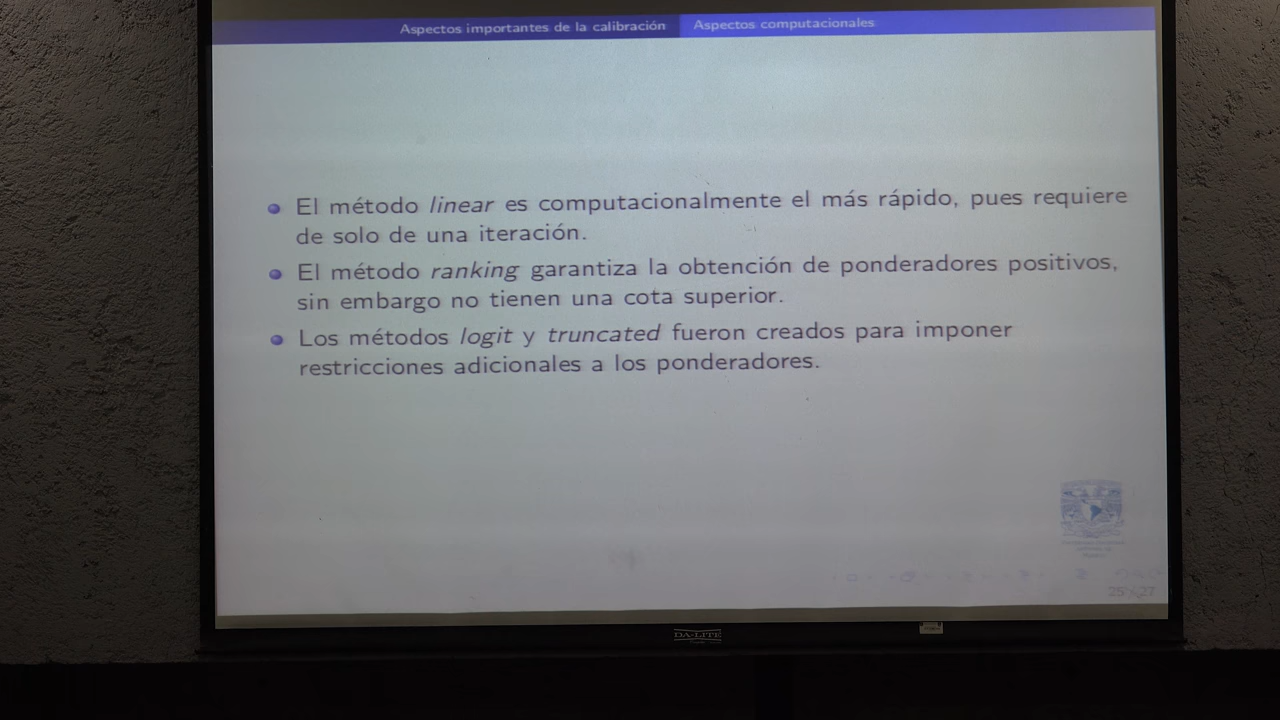 Aspectos importantes de la calibración Aspectos computacionales
El método linear es computacionalmente el más rápido, pues requiere
de solo de una iteración.
El método ranking garantiza la obtención de ponderadores positivos,
sin embargo no tienen una cota superior.
Los métodos logit y truncated fueron creados para imponer
restricciones adicionales a los ponderadores.
25 / 27
DA-LITE